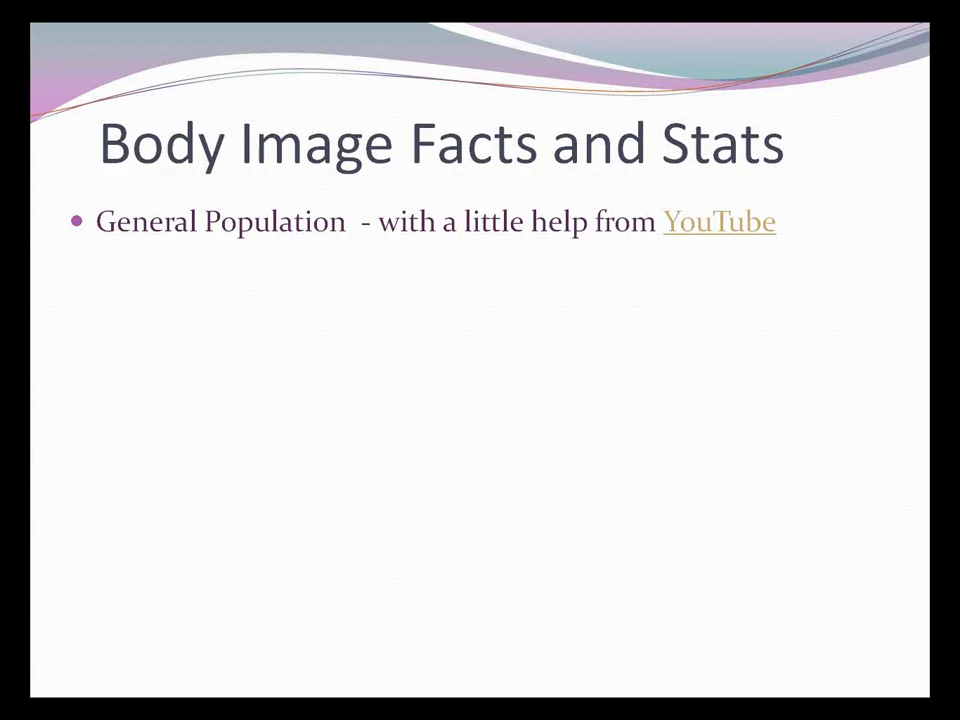 Body Image Facts and Stats
• General Population - with a little help from YouTube